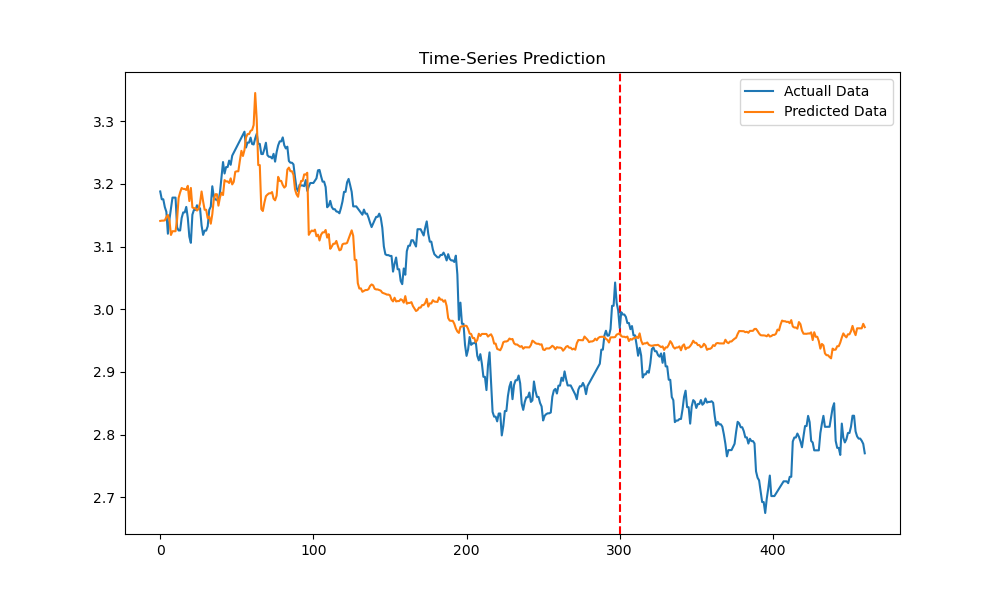 Time-Series Prediction
Actuall Data
Predicted Data
3.3
3.2
3.1
3.0
2.9
2.8
2.7
0 100 200 300 400